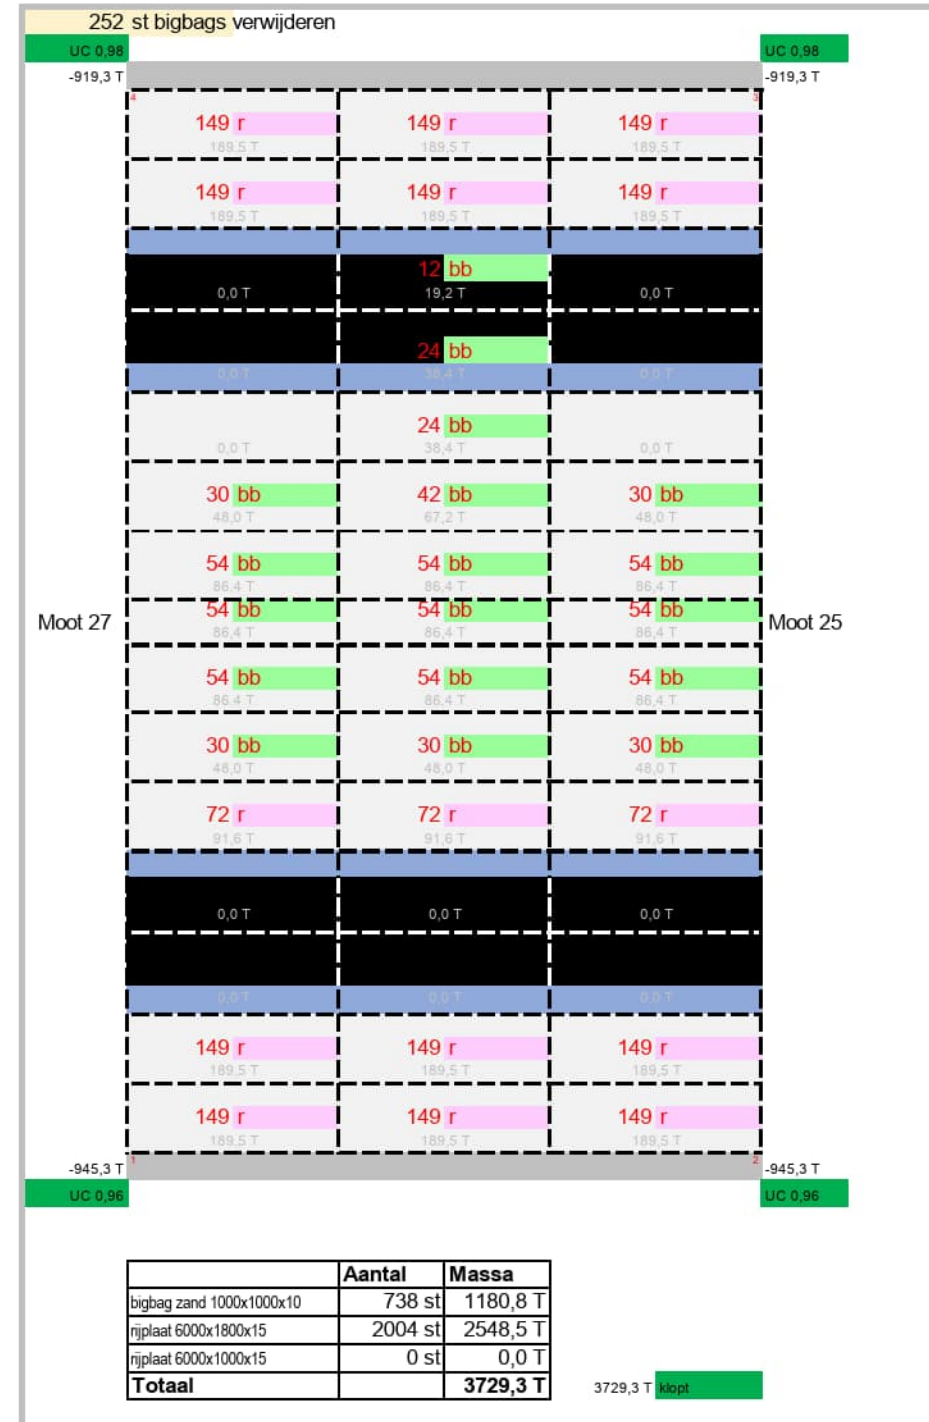 252 st bigbags verwijderen
UC 0,98 UC 0,98
-919,3 T -919,3 T
4 3
149 r 149 r 149 r
189,5 T 189,5 T 189,5 T
149 r 149 r 149 r
189,5 T 189,5 T 189,5 T
12 bb
0,0 T 19,2 T 0,0 T
24 bb
0,0 T 38,4 T 0,0 T
24 bb
0,0 T 38,4 T 0,0 T
30 bb 42 bb 30 bb
48,0 T 67,2 T 48,0 T
54 bb 54 bb 54 bb
86,4 T 86,4 T 86,4 T
54 bb 54 bb 54 bb
Moot 27 86,4 T 86,4 T 86,4 T Moot 25
54 bb 54 bb 54 bb
86,4 T 86,4 T 86,4 T
30 bb 30 bb 30 bb
48,0 T 48,0 T 48,0 T
72 r 72 r 72 r
91,6 T 91,6 T 91,6 T
0,0 T 0,0 T 0,0 T
0,0 T 0,0 T 0,0 T
149 r 149 r 149 r
189,5 T 189,5 T 189,5 T
149 r 149 r 149 r
189,5 T 189,5 T 189,5 T
1 2
-945,3 T -945,3 T
UC 0,96 UC 0,96
Aantal Massa
bigbag zand 1000x1000x10 738 st 1180,8 T
rijplaat 6000x1800x15 2004 st 2548,5 T
rijplaat 6000x1000x15 0 st 0,0 T
Totaal 3729,3 T 3729,3 T klopt